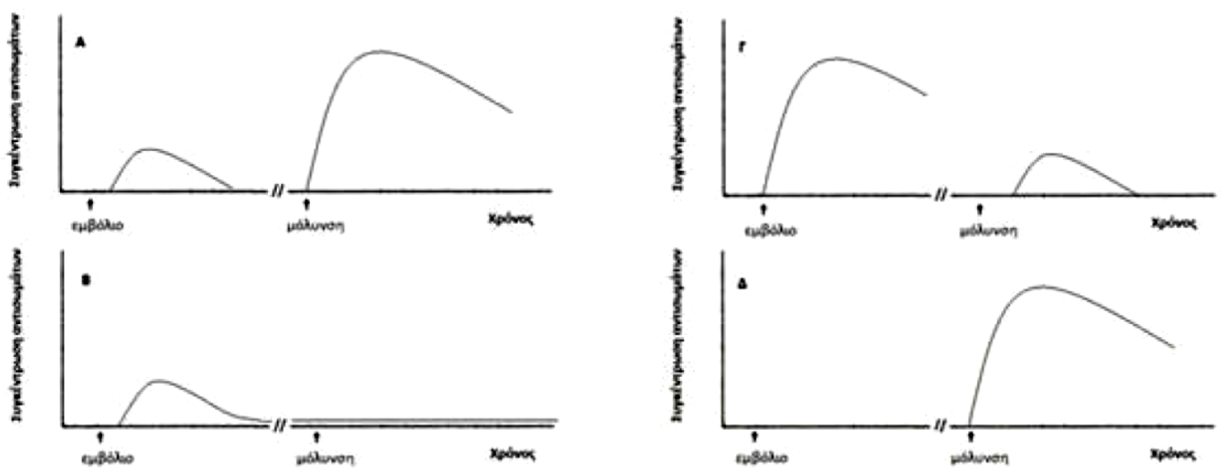 Συγκέντρωση αντισωμάτων
Α
//
εμβόλιο
μόλυνση
Χρόνος
Συγκέντρωση αντισωμάτων
Γ
//
εμβόλιο
μόλυνση
Χρόνος
Συγκέντρωση αντισωμάτων
Β
//
εμβόλιο
μόλυνση
Χρόνος
Συγκέντρωση αντισωμάτων
Δ
//
εμβόλιο
μόλυνση
Χρόνος